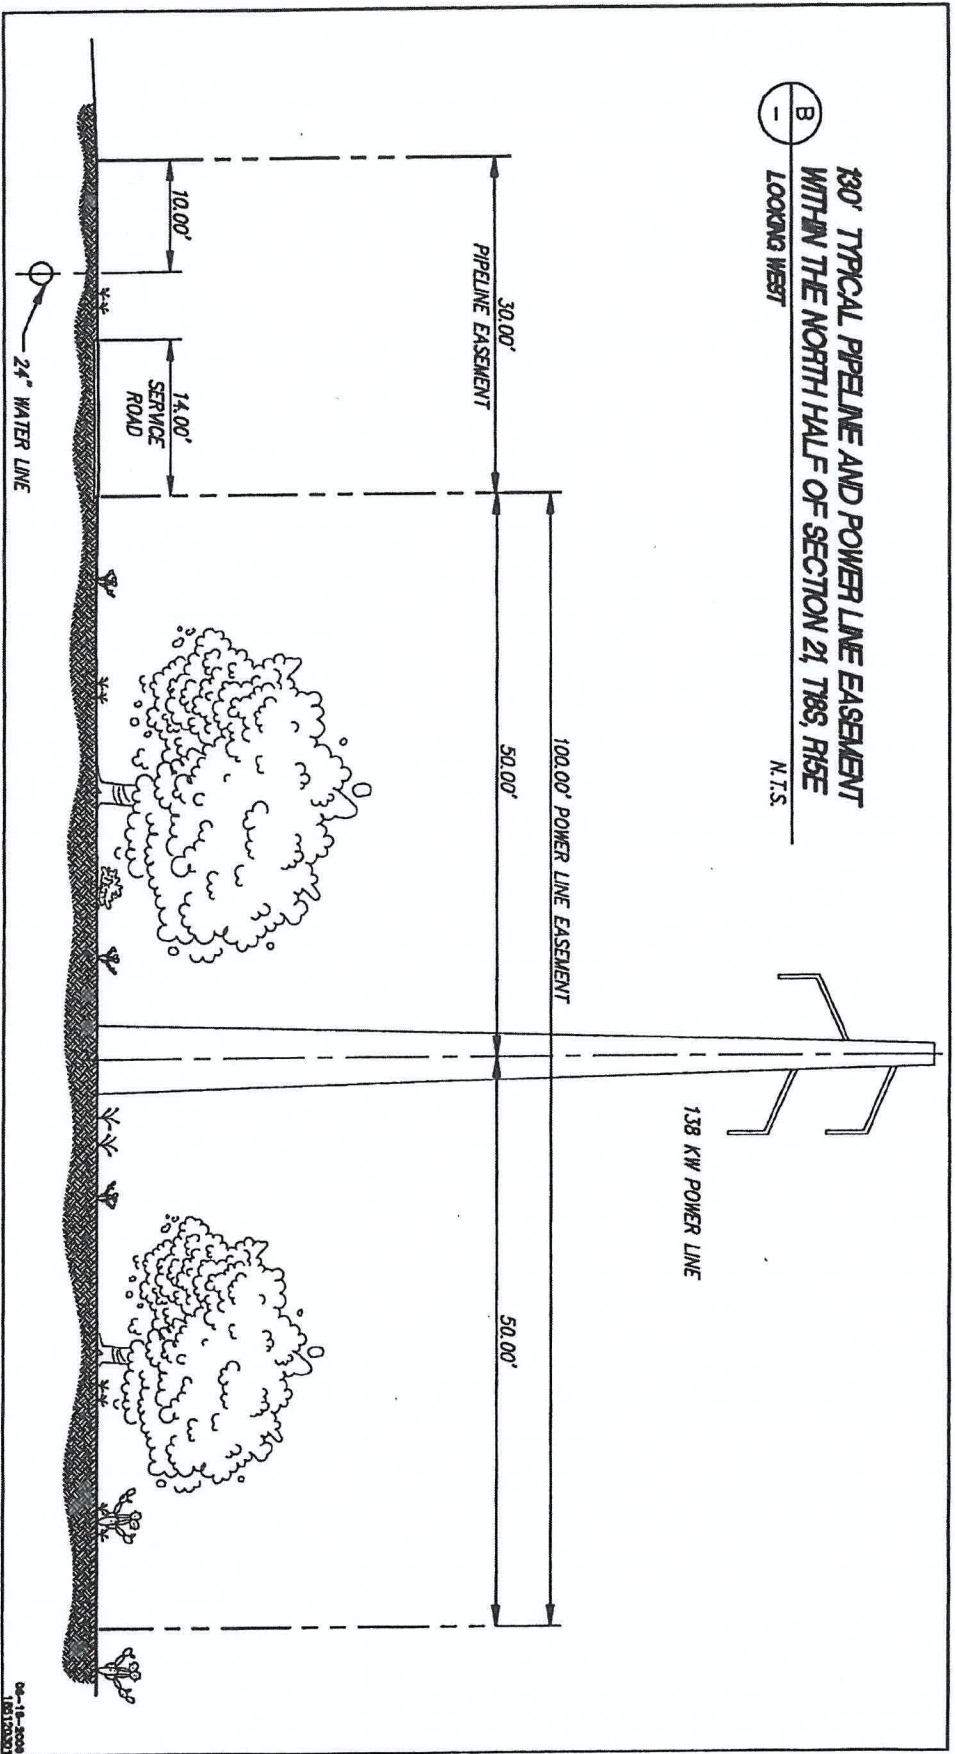 130' TYPICAL PIPELINE AND POWER LINE EASEMENT
WITHIN THE NORTH HALF OF SECTION 21, T18S, R15E
B
-
LOOKING WEST
N.T.S.
138 KW POWER LINE
100.00' POWER LINE EASEMENT
30.00'
PIPELINE EASEMENT
50.00'
50.00'
10.00'
14.00'
SERVICE
ROAD
24" WATER LINE